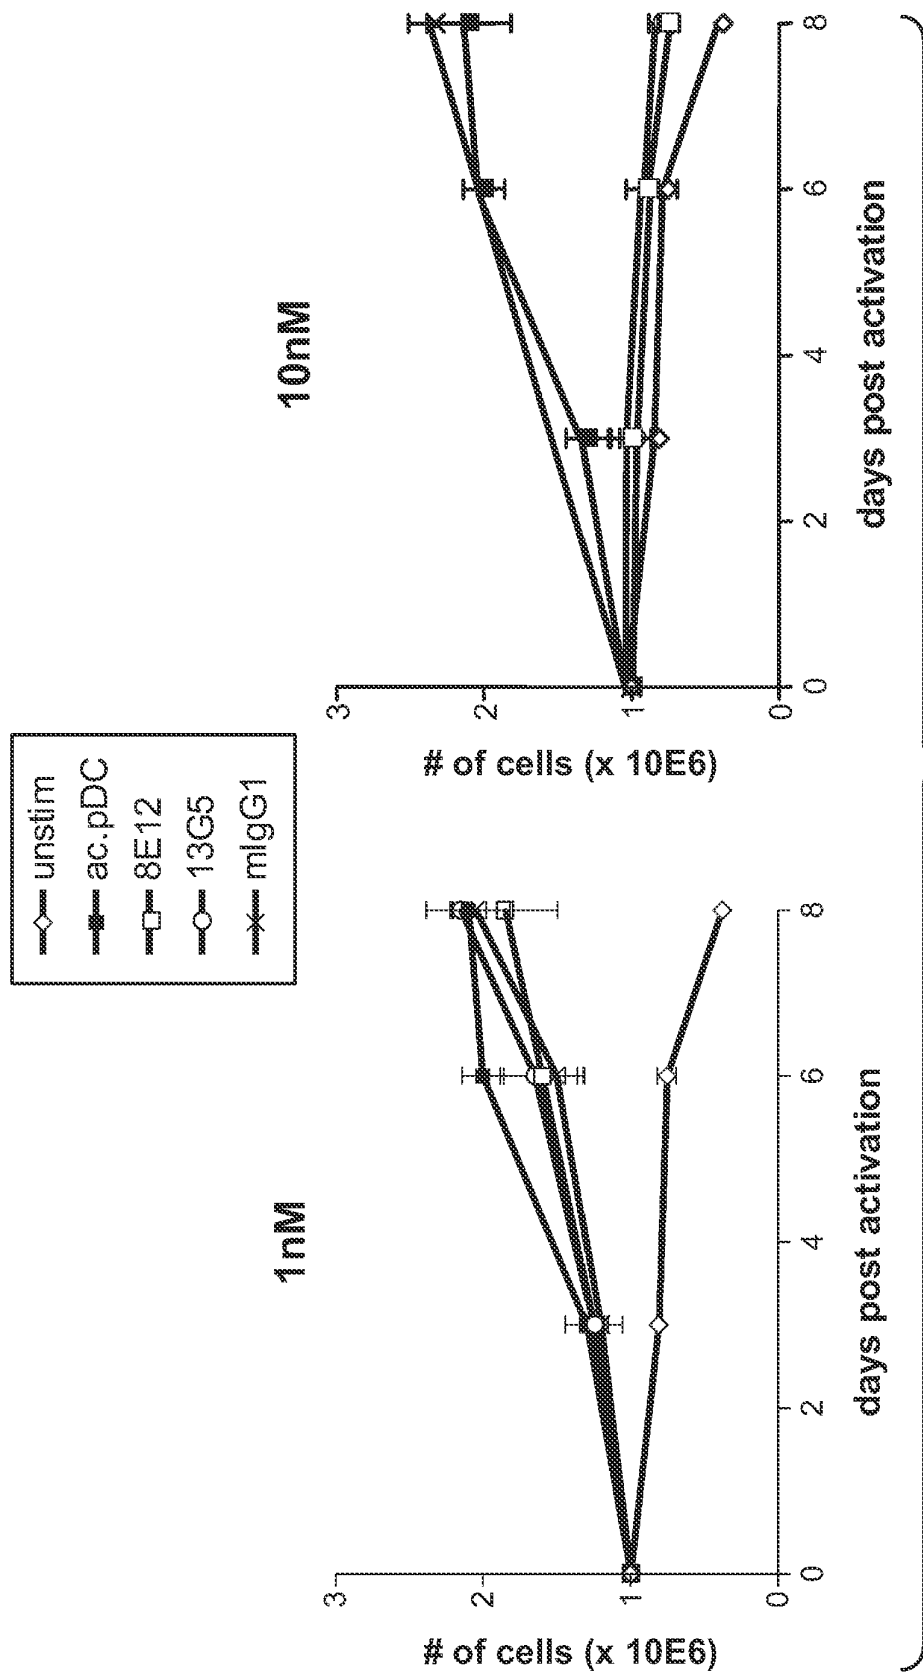 unstim
ac.pDC
8E12
13G5
mIgG1
1nM
# of cells (x 10E6)
3
2
1
0
0 2 4 6 8
days post activation
10nM
# of cells (x 10E6)
3
2
1
0
0 2 4 6 8
days post activation